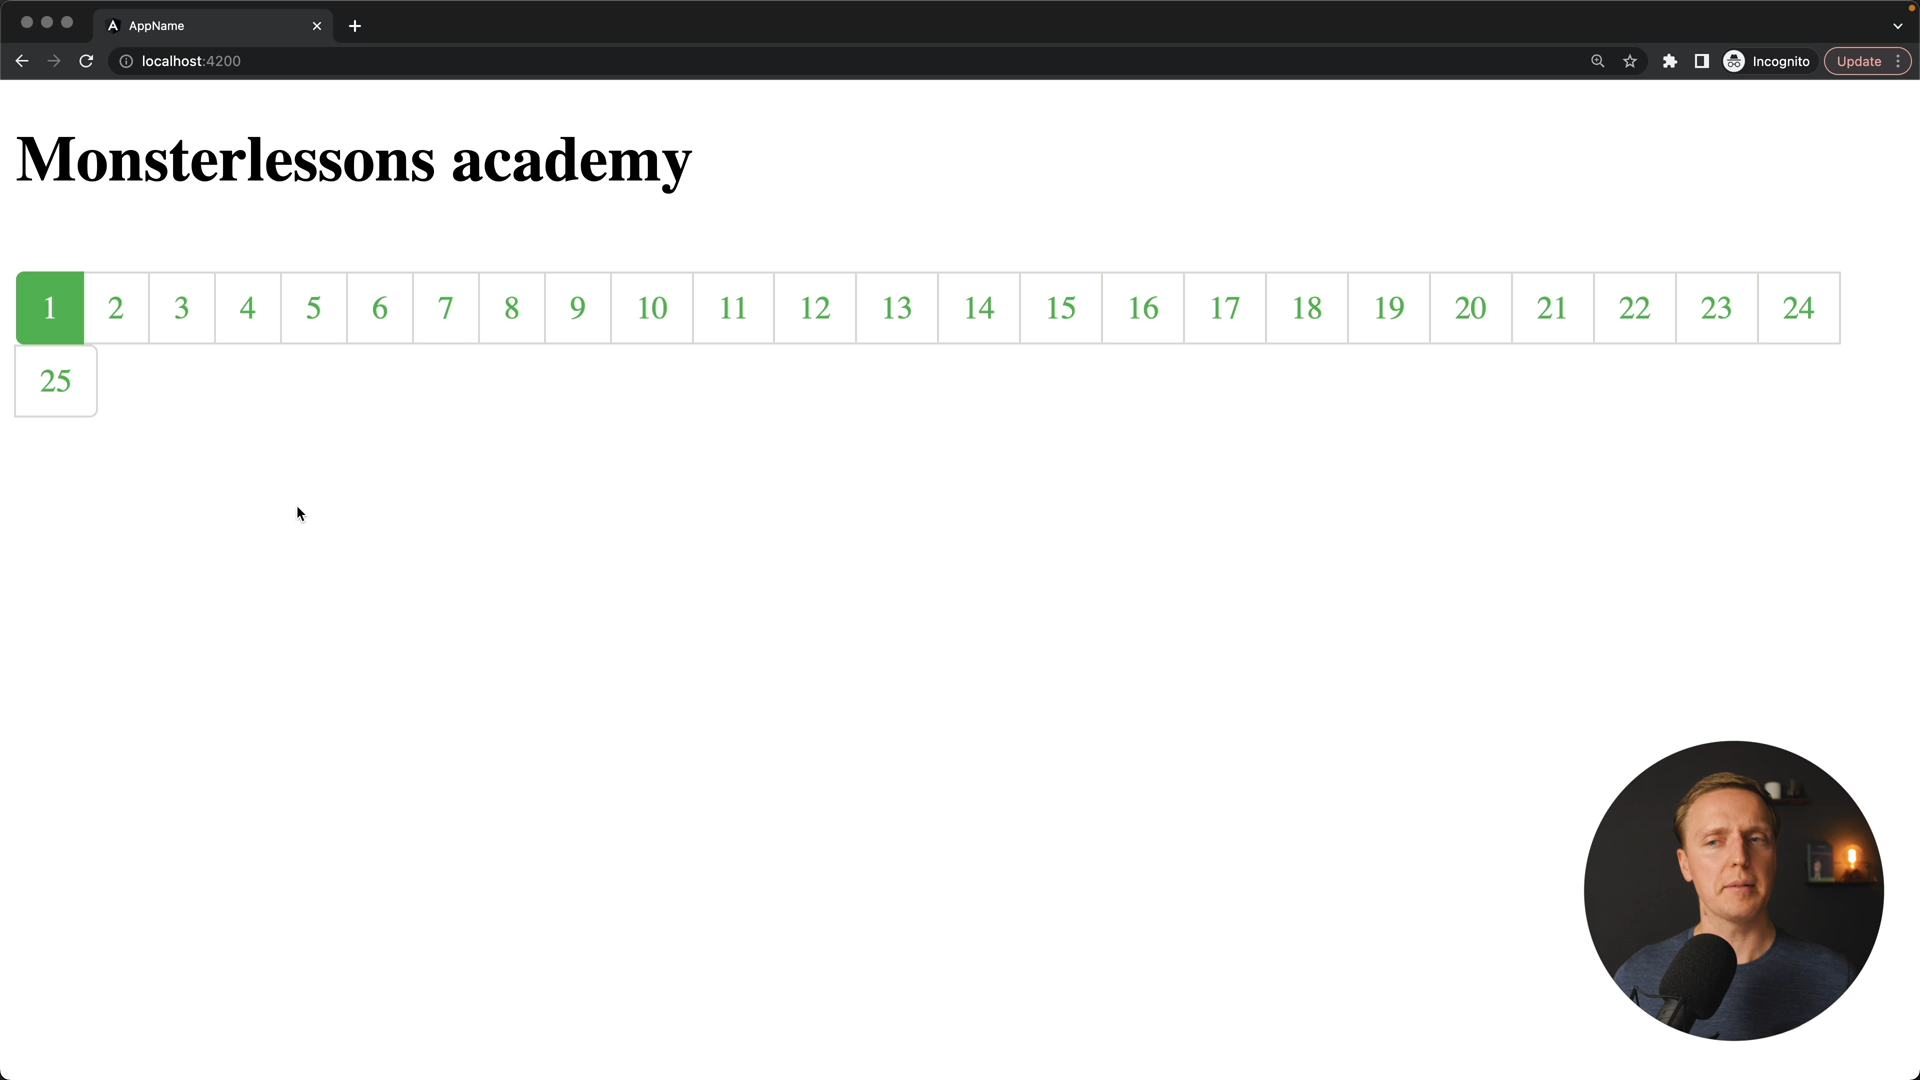 AppName
localhost:4200
Incognito
Update
Monsterlessons academy
1 2 3 4 5 6 7 8 9 10 11 12 13 14 15 16 17 18 19 20 21 22 23 24
25